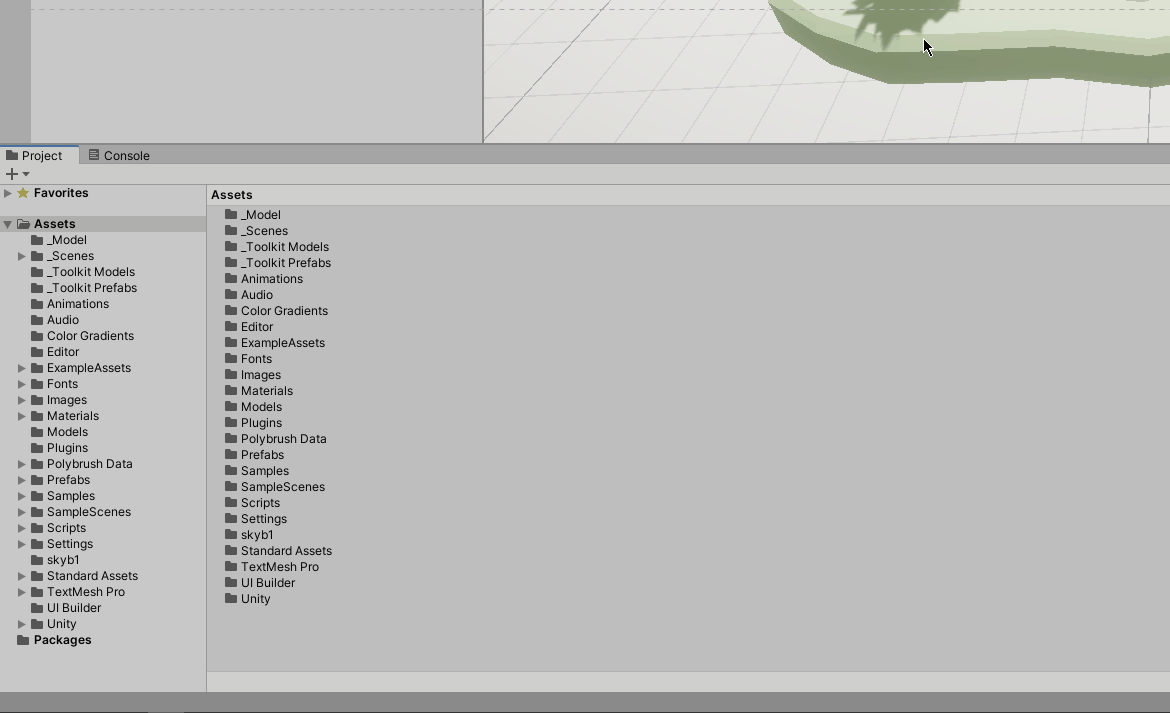 Project
Console
Favorites
Assets
_Model
_Scenes
_Toolkit Models
_Toolkit Prefabs
Animations
Audio
Color Gradients
Editor
ExampleAssets
Fonts
Images
Materials
Models
Plugins
Polybrush Data
Prefabs
Samples
SampleScenes
Scripts
Settings
skyb1
Standard Assets
TextMesh Pro
UI Builder
Unity
Packages
Assets
_Model
_Scenes
_Toolkit Models
_Toolkit Prefabs
Animations
Audio
Color Gradients
Editor
ExampleAssets
Fonts
Images
Materials
Models
Plugins
Polybrush Data
Prefabs
Samples
SampleScenes
Scripts
Settings
skyb1
Standard Assets
TextMesh Pro
UI Builder
Unity